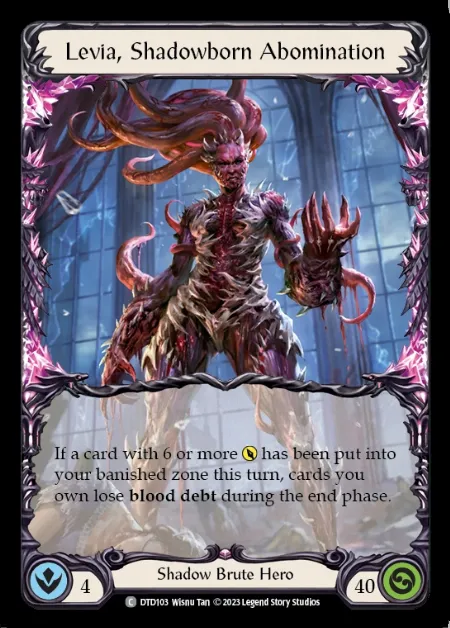 Levia, Shadowborn Abomination
If a card with 6 or more has been put into
your banished zone this turn, cards you
own lose blood debt during the end phase.
4
Shadow Brute Hero
40
C DTD103 Wisnu Tan © 2023 Legend Story Studios